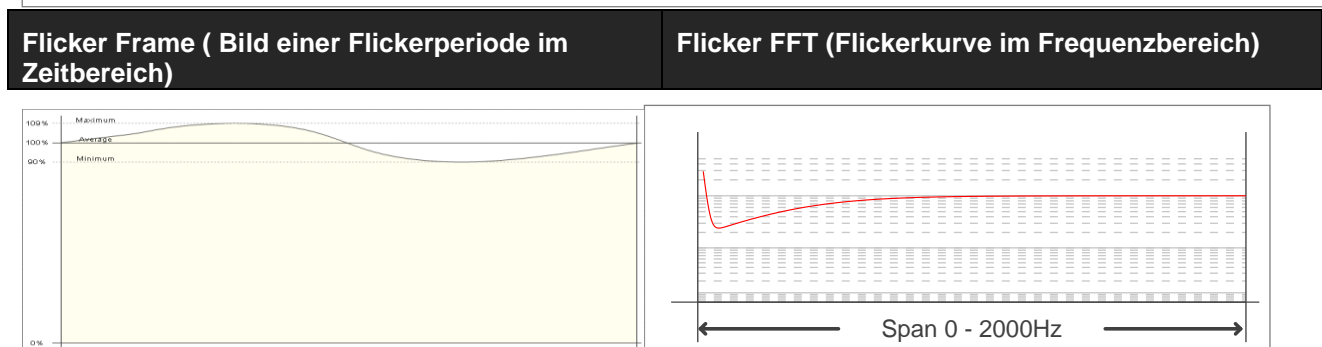 Flicker Frame ( Bild einer Flickerperiode im
Zeitbereich)
Flicker FFT (Flickerkurve im Frequenzbereich)
109%
Maximum
100%
Average
90%
Minimum
0%
Span 0 - 2000Hz